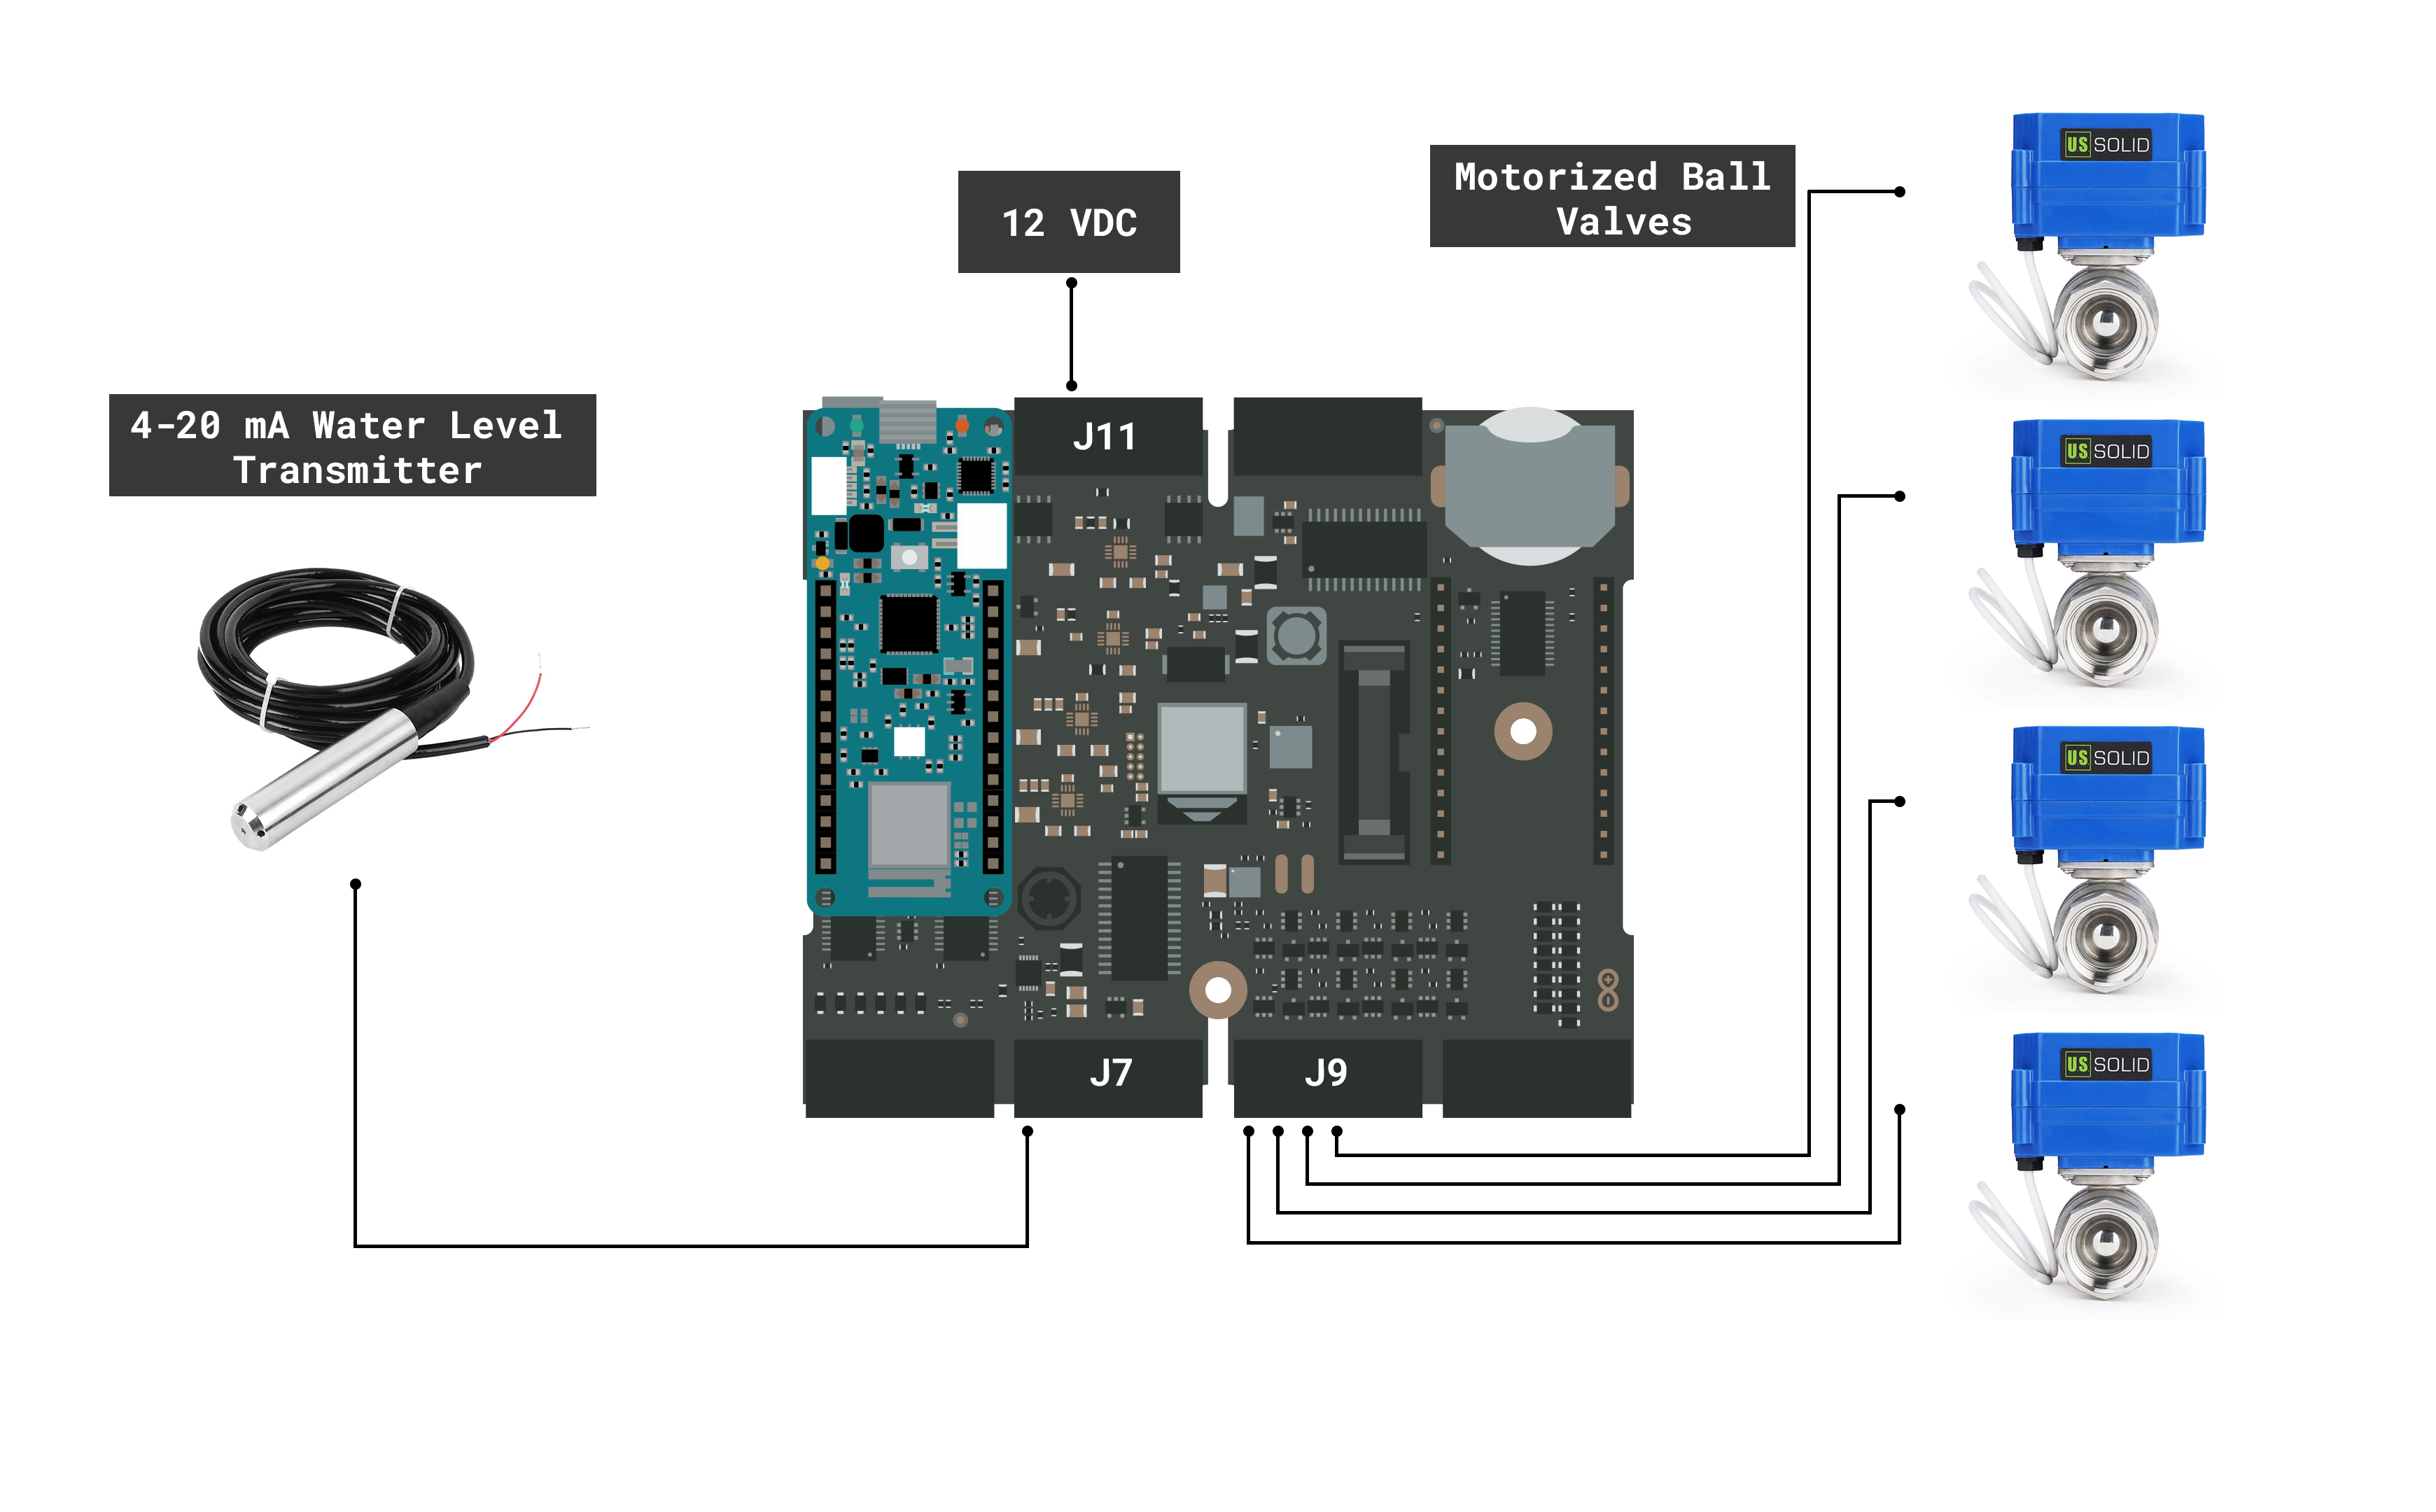 Motorized Ball
Valves
12 VDC
4-20 mA Water Level
Transmitter
J11
J7
J9
US SOLID
US SOLID
US SOLID
US SOLID